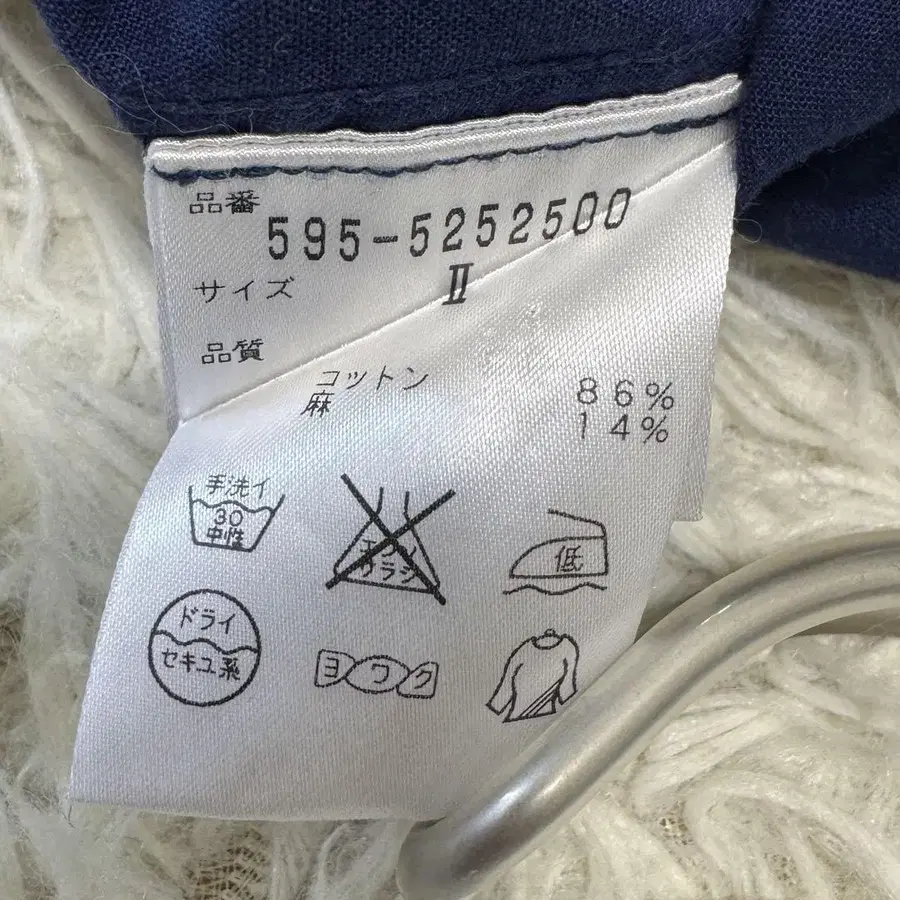 品番
595-5252500
サイズ II
品質
コットン 86%
麻 14%
手洗イ
30
中性
エンソ
サラシ
低
ドライ
セキユ系
ヨワク